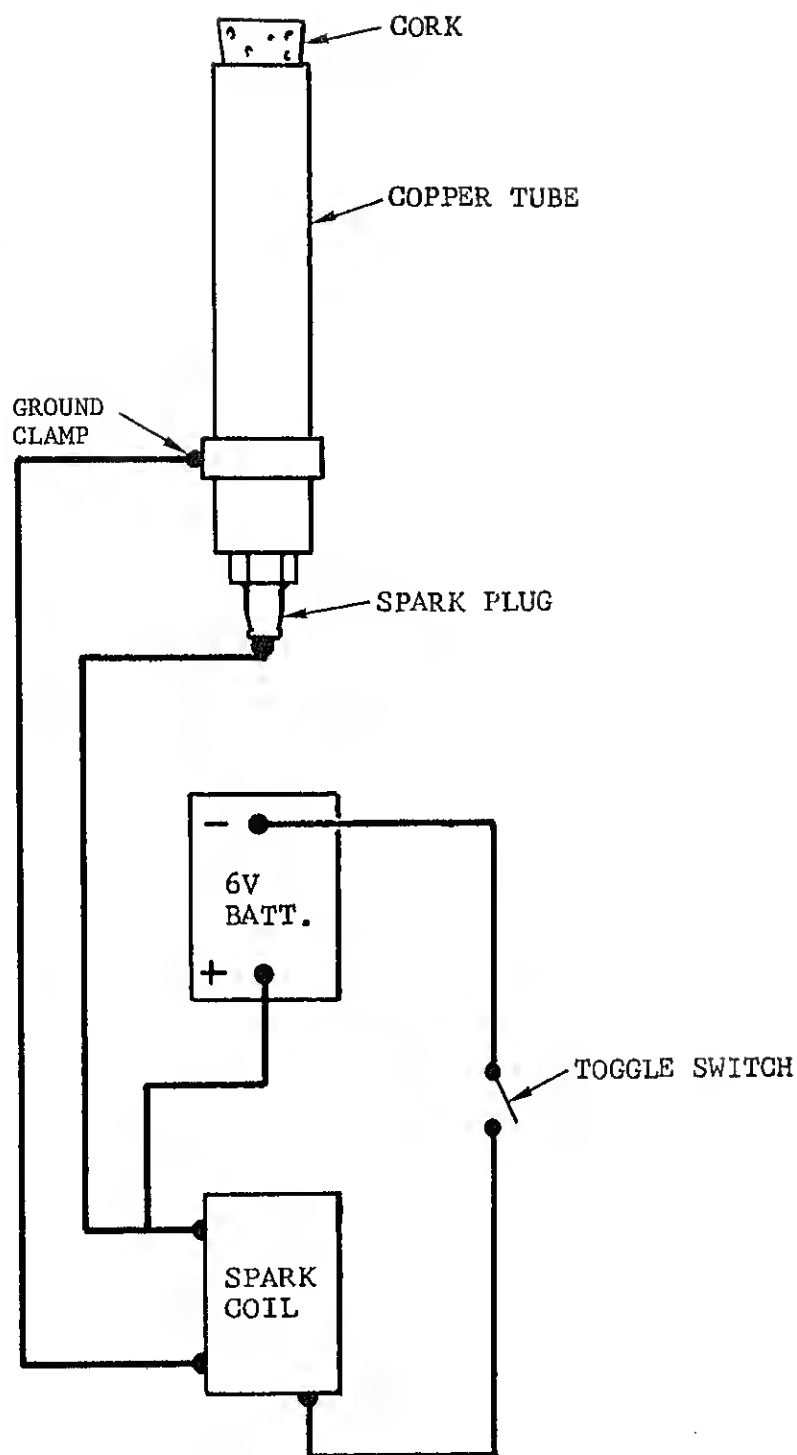 CORK
COPPER TUBE
GROUND
CLAMP
SPARK PLUG
-
6V
BATT.
+
TOGGLE SWITCH
SPARK
COIL